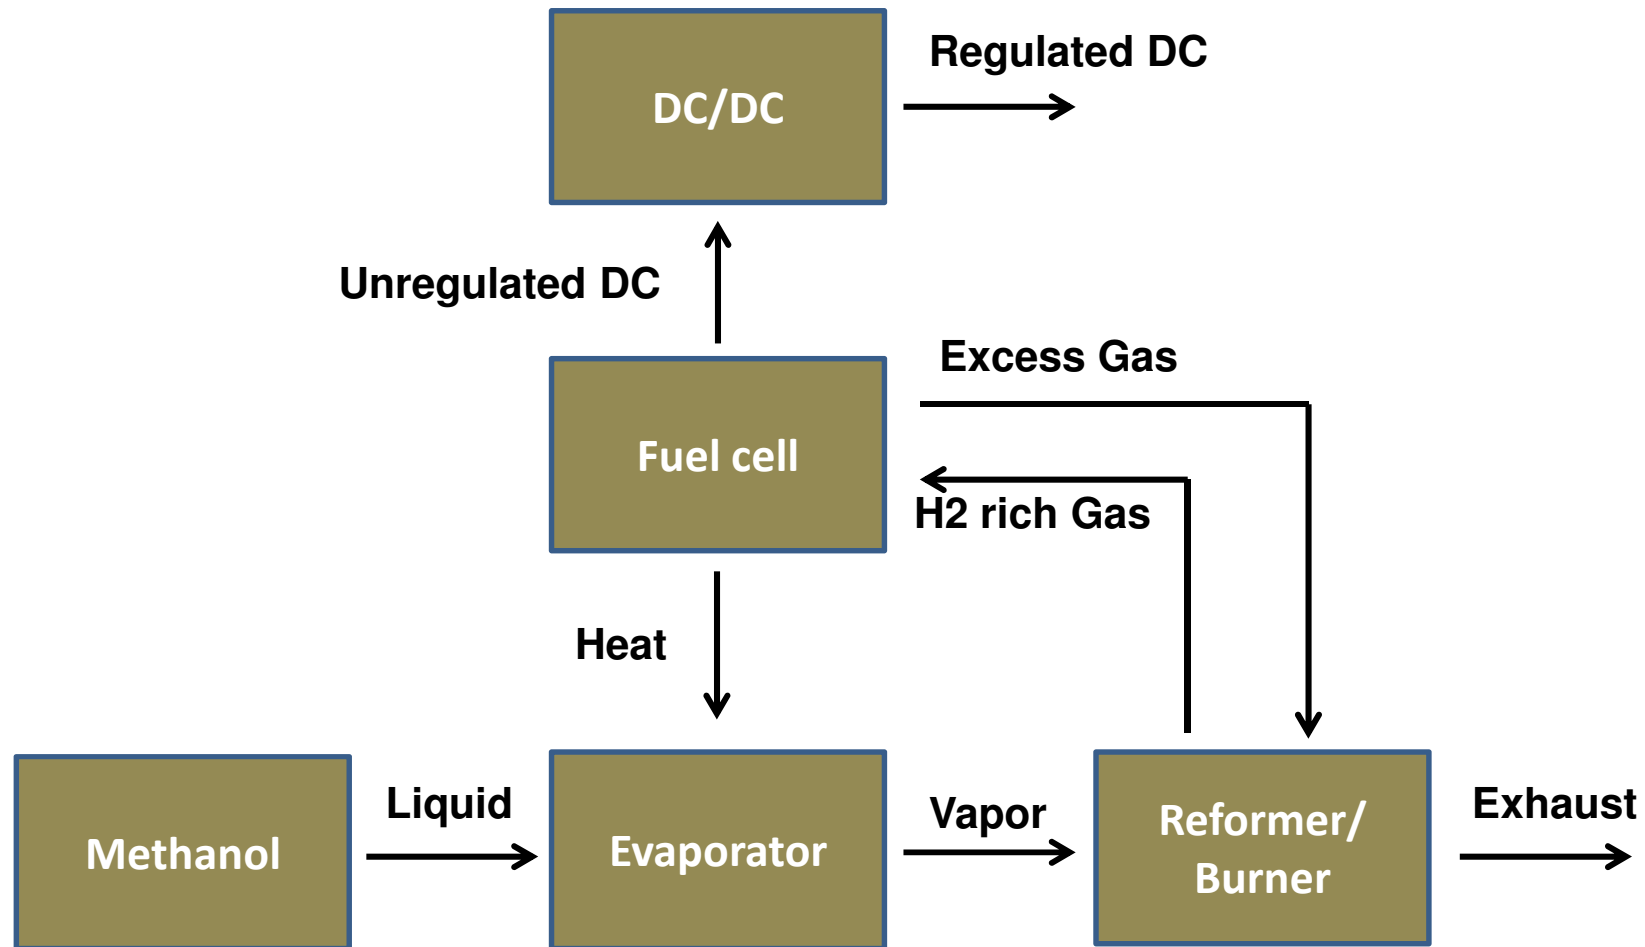 Regulated DC
DC/DC
Unregulated DC
Excess Gas
Fuel cell
H2 rich Gas
Heat
Liquid
Vapor
Reformer/
Burner
Exhaust
Methanol
Evaporator